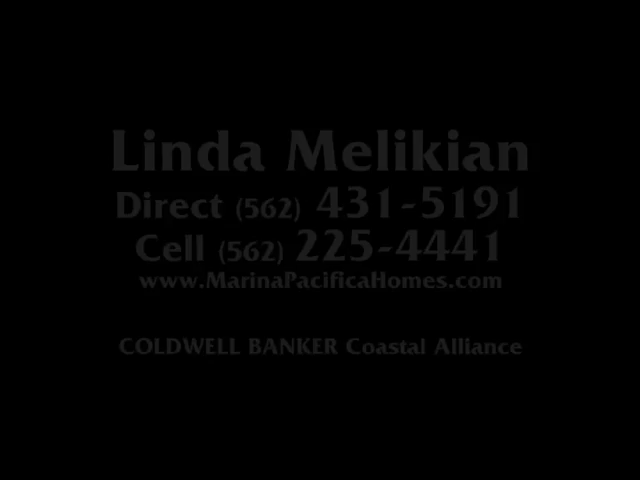 Linda Melikian
Direct (562) 431-5191
Cell (562) 225-4441
www.MarinaPacificaHomes.com
COLDWELL BANKER Coastal Alliance